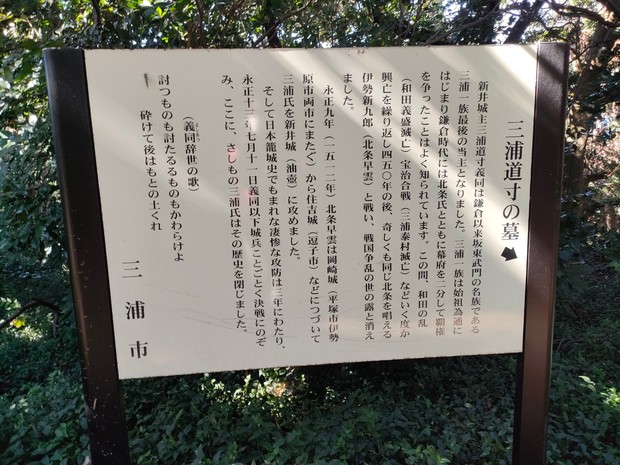 三浦道寸の墓
新井城主三浦道寸義同は鎌倉以来坂東武門の名族である
三浦一族最後の当主となりました。三浦一族は始祖為通に
はじまり鎌倉時代には北条氏とともに幕府を二分して覇権
を争ったことはよく知られています。この間、和田の乱
(和田義盛滅亡)宝治合戦(三浦泰村滅亡)などいく度か
興亡を繰り返し四五〇年の後、奇しくも同じ北条を唱える
伊勢新九郎(北条早雲)と戦い、戦国争乱の世の露と消え
ました。
永正九年(一五一二年)北条早雲は岡崎城(平塚市伊勢
原市両市にまたぐ)から住吉城(逗子市)などにつづいて
三浦氏を新井城(油壺)に攻めました。
そして日本籠城史でもまれな凄惨な攻防は三年にわたり、
永正十三年七月十一日義同以下城兵ことごとく決戦にのぞ
み、ここに、さしもの三浦氏はその歴史を閉じました。
(義同辞世の歌)
よしあつ
討つものも討たるるものもかわらけよ
砕けて後はもとの土くれ
三浦市